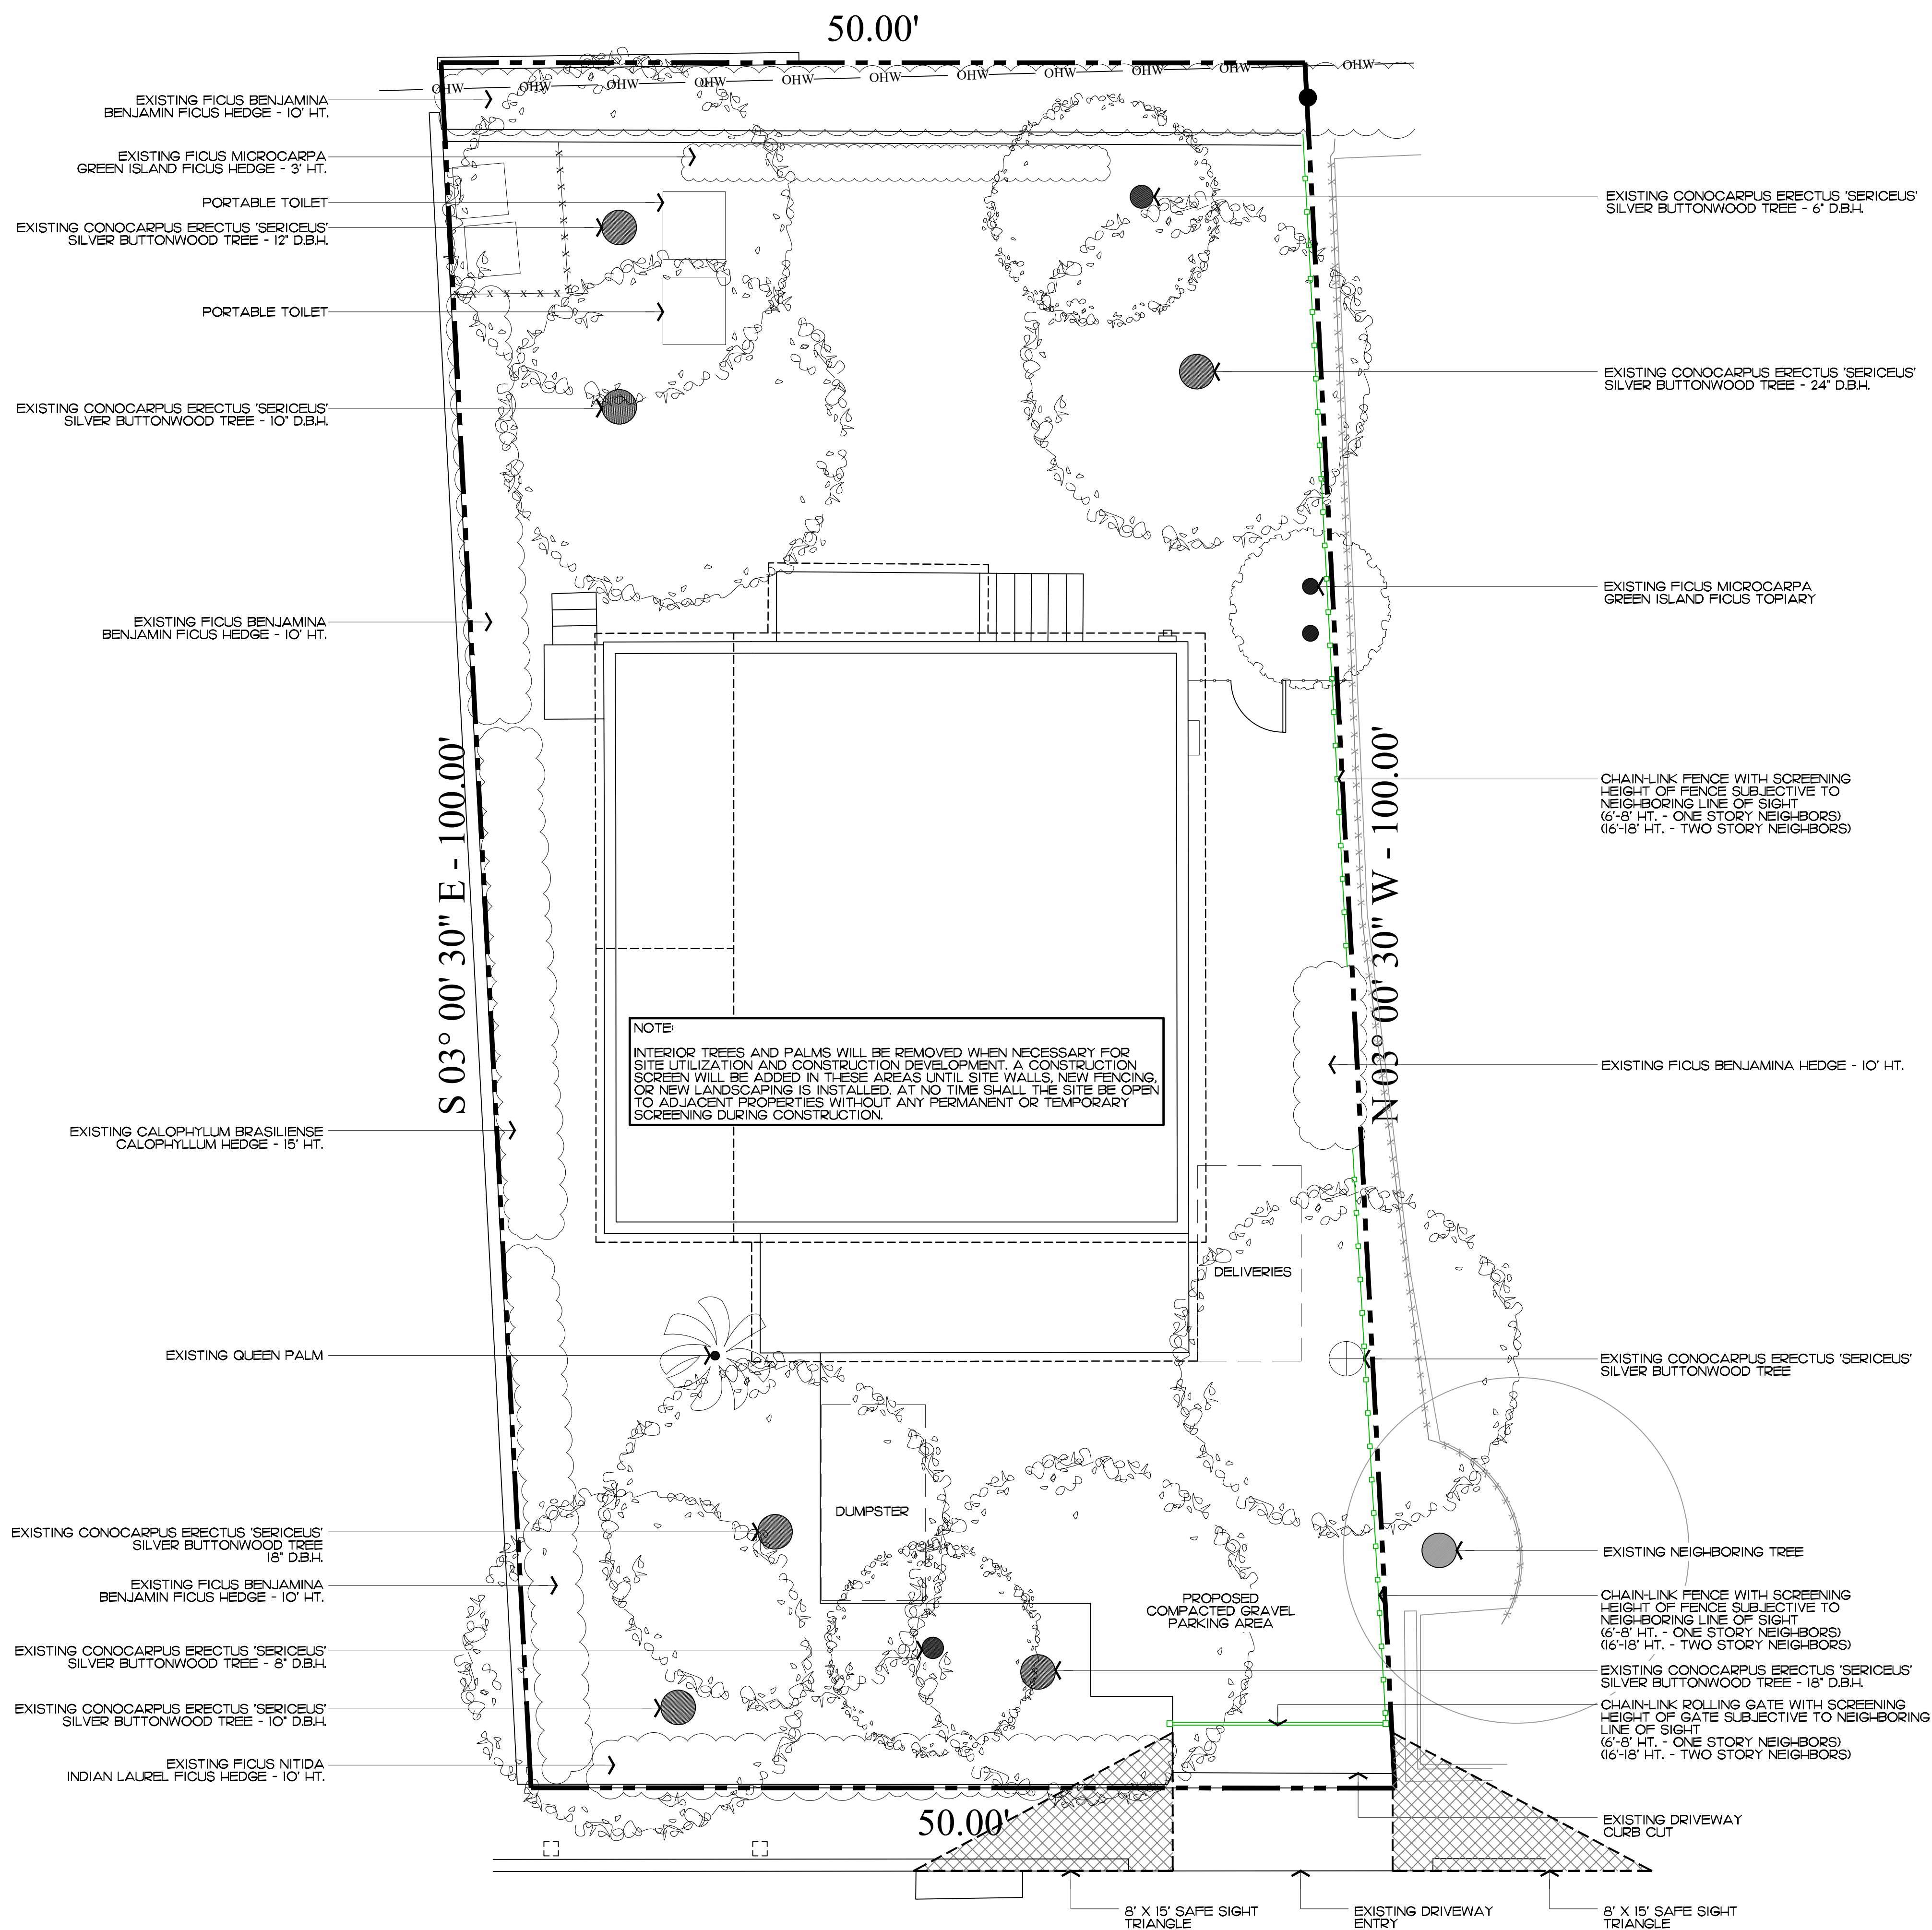 50.00'
OHW OHW OHW OHW OHW OHW OHW OHW OHW OHW OHW
EXISTING FICUS BENJAMINA
BENJAMIN FICUS HEDGE - 10' HT.
EXISTING FICUS MICROCARPA
GREEN ISLAND FICUS HEDGE - 3' HT.
PORTABLE TOILET
EXISTING CONOCARPUS ERECTUS 'SERICEUS'
SILVER BUTTONWOOD TREE - 12" D.B.H.
PORTABLE TOILET
EXISTING CONOCARPUS ERECTUS 'SERICEUS'
SILVER BUTTONWOOD TREE - 10" D.B.H.
EXISTING FICUS BENJAMINA
BENJAMIN FICUS HEDGE - 10' HT.
S 03° 00' 30" E - 100.00'
EXISTING CALOPHYLUM BRASILIENSE
CALOPHYLLUM HEDGE - 15' HT.
EXISTING QUEEN PALM
EXISTING CONOCARPUS ERECTUS 'SERICEUS'
SILVER BUTTONWOOD TREE
18" D.B.H.
EXISTING FICUS BENJAMINA
BENJAMIN FICUS HEDGE - 10' HT.
EXISTING CONOCARPUS ERECTUS 'SERICEUS'
SILVER BUTTONWOOD TREE - 8" D.B.H.
EXISTING CONOCARPUS ERECTUS 'SERICEUS'
SILVER BUTTONWOOD TREE - 10" D.B.H.
EXISTING FICUS NITIDA
INDIAN LAUREL FICUS HEDGE - 10' HT.
NOTE:
INTERIOR TREES AND PALMS WILL BE REMOVED WHEN NECESSARY FOR
SITE UTILIZATION AND CONSTRUCTION DEVELOPMENT. A CONSTRUCTION
SCREEN WILL BE ADDED IN THESE AREAS UNTIL SITE WALLS, NEW FENCING,
OR NEW LANDSCAPING IS INSTALLED. AT NO TIME SHALL THE SITE BE OPEN
TO ADJACENT PROPERTIES WITHOUT ANY PERMANENT OR TEMPORARY
SCREENING DURING CONSTRUCTION.
DELIVERIES
DUMPSTER
PROPOSED
COMPACTED GRAVEL
PARKING AREA
EXISTING CONOCARPUS ERECTUS 'SERICEUS'
SILVER BUTTONWOOD TREE - 6" D.B.H.
EXISTING CONOCARPUS ERECTUS 'SERICEUS'
SILVER BUTTONWOOD TREE - 24" D.B.H.
EXISTING FICUS MICROCARPA
GREEN ISLAND FICUS TOPIARY
N 03° 00' 30" W - 100.00'
CHAIN-LINK FENCE WITH SCREENING
HEIGHT OF FENCE SUBJECTIVE TO
NEIGHBORING LINE OF SIGHT
(6'-8' HT. - ONE STORY NEIGHBORS)
(16'-18' HT. - TWO STORY NEIGHBORS)
EXISTING FICUS BENJAMINA HEDGE - 10' HT.
EXISTING CONOCARPUS ERECTUS 'SERICEUS'
SILVER BUTTONWOOD TREE
EXISTING NEIGHBORING TREE
CHAIN-LINK FENCE WITH SCREENING
HEIGHT OF FENCE SUBJECTIVE TO
NEIGHBORING LINE OF SIGHT
(6'-8' HT. - ONE STORY NEIGHBORS)
(16'-18' HT. - TWO STORY NEIGHBORS)
EXISTING CONOCARPUS ERECTUS 'SERICEUS'
SILVER BUTTONWOOD TREE - 18" D.B.H.
CHAIN-LINK ROLLING GATE WITH SCREENING
HEIGHT OF GATE SUBJECTIVE TO NEIGHBORING
LINE OF SIGHT
(6'-8' HT. - ONE STORY NEIGHBORS)
(16'-18' HT. - TWO STORY NEIGHBORS)
EXISTING DRIVEWAY
CURB CUT
50.00'
8' X 15' SAFE SIGHT
TRIANGLE
EXISTING DRIVEWAY
ENTRY
8' X 15' SAFE SIGHT
TRIANGLE